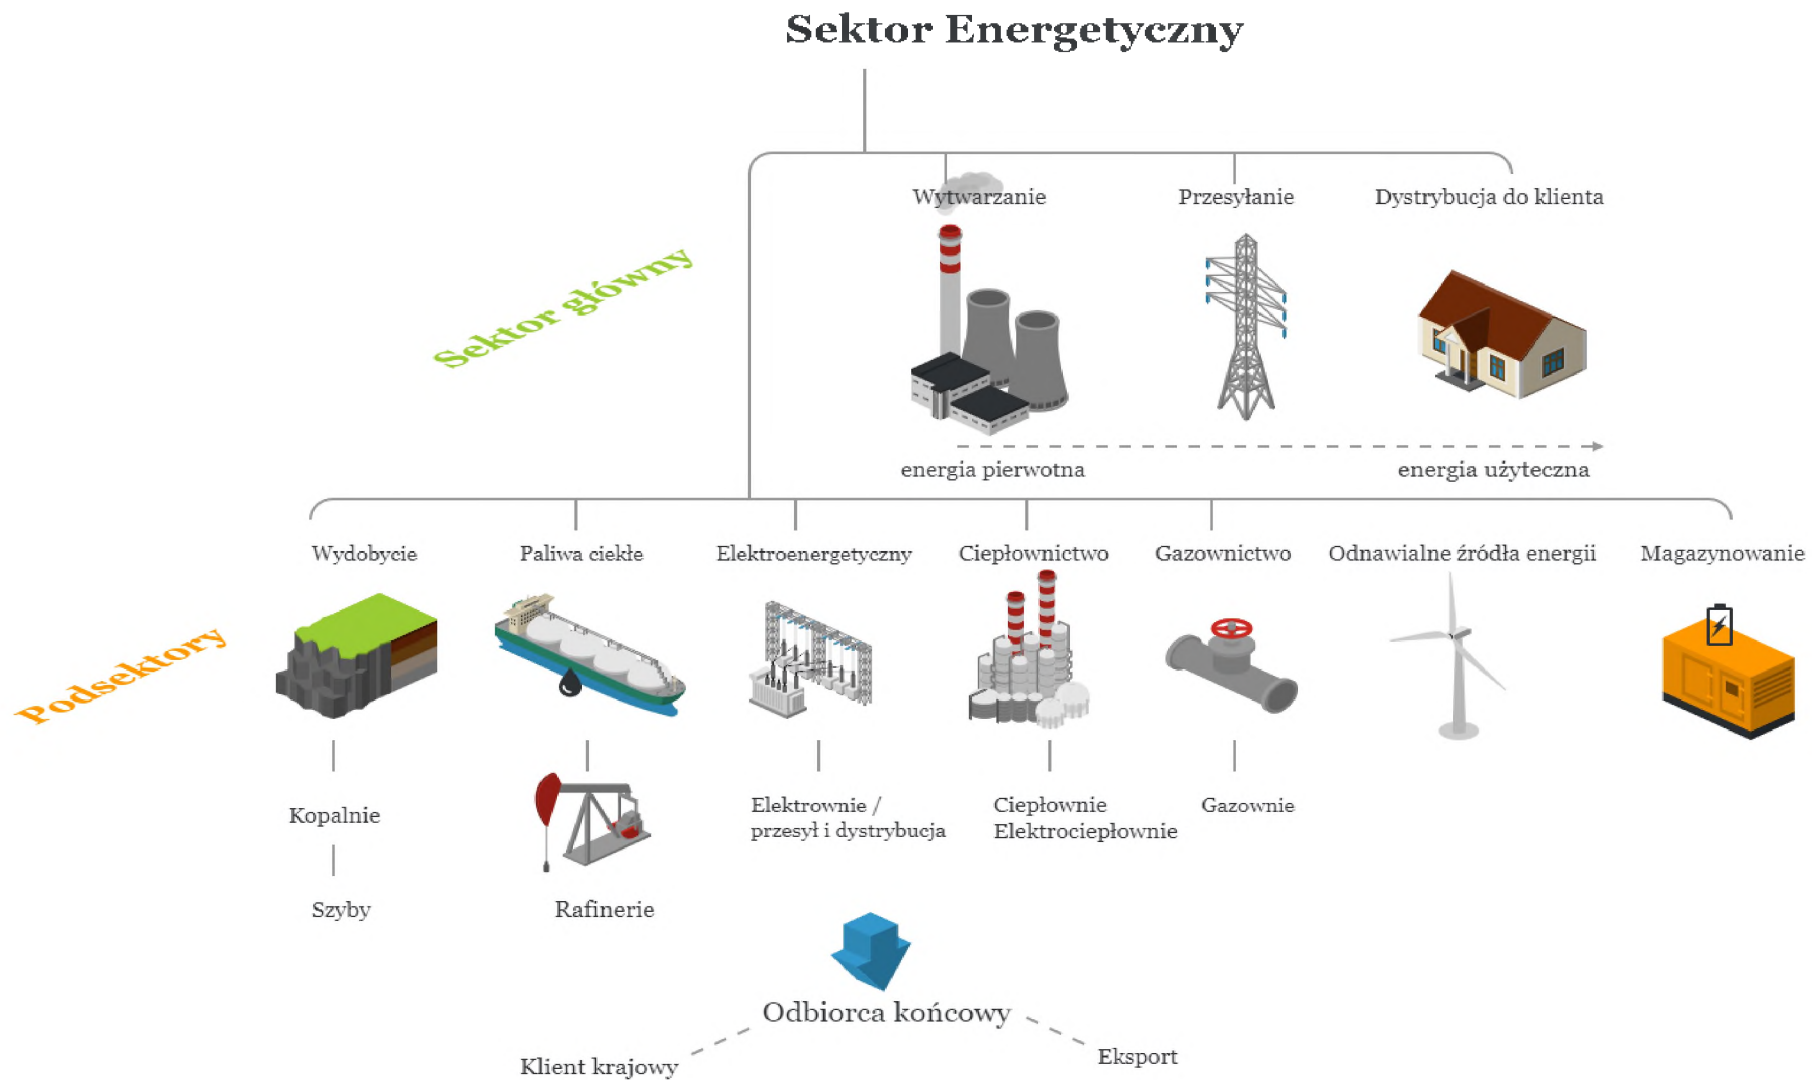 Sektor Energetyczny
Wytwarzanie
Przesyłanie
Dystrybucja do klienta
Sektor główny
energia pierwotna
energia użyteczna
Wydobycie
Paliwa ciekłe
Elektroenergetyczny
Ciepłownictwo
Gazownictwo
Odnawialne źródła energii
Magazynowanie
Podsektory
Kopalnie
Elektrownie /
przesył i dystrybucja
Ciepłownie
Elektrociepłownie
Gazownie
Szyby
Rafinerie
Odbiorca końcowy
Klient krajowy
Eksport